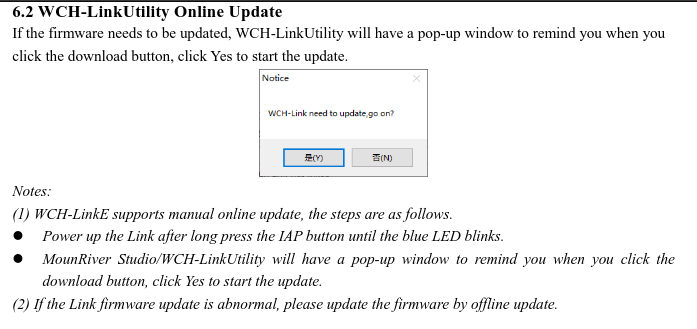 6.2 WCH-LinkUtility Online Update
If the firmware needs to be updated, WCH-LinkUtility will have a pop-up window to remind you when you
click the download button, click Yes to start the update.
Notice
WCH-Link need to update,go on?
是(Y)
否(N)
Notes:
(1) WCH-LinkE supports manual online update, the steps are as follows.
● Power up the Link after long press the IAP button until the blue LED blinks.
● MounRiver Studio/WCH-LinkUtility will have a pop-up window to remind you when you click the
download button, click Yes to start the update.
(2) If the Link firmware update is abnormal, please update the firmware by offline update.